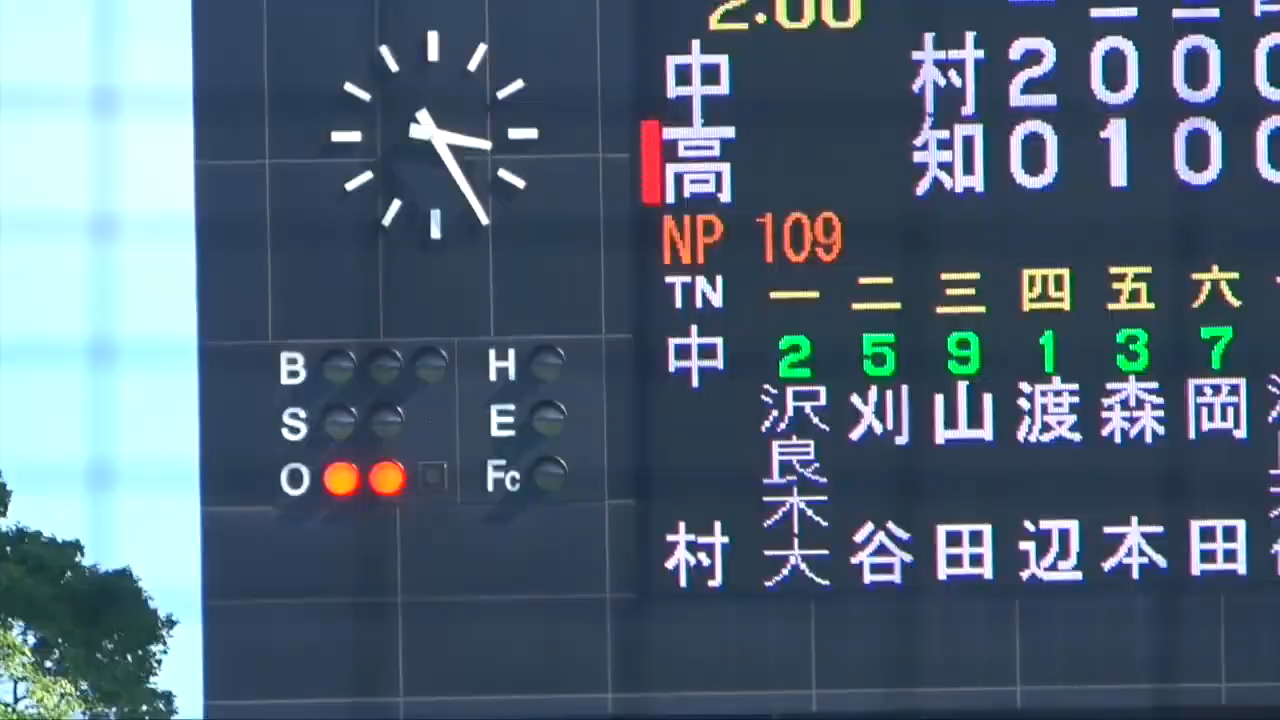 2:00
中 村 2 0 0
高 知 0 1 0
NP 109
TN 一 二 三 四 五 六
中村 2 5 9 1 3 7
沢良木大 刈谷 山田 渡辺 森本 岡田
B H
S E
O Fc